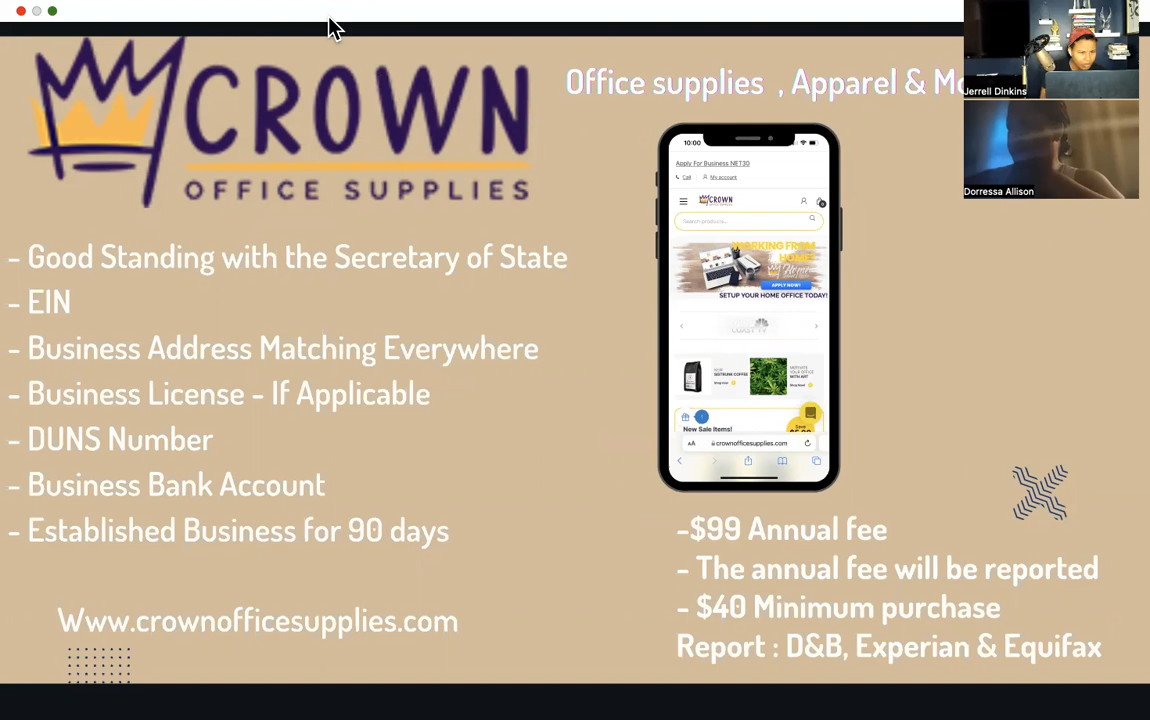 CROWN
OFFICE SUPPLIES
Office supplies , Apparel & Mo
- Good Standing with the Secretary of State
- EIN
- Business Address Matching Everywhere
- Business License - If Applicable
- DUNS Number
- Business Bank Account
- Established Business for 90 days
Www.crownofficesupplies.com
10:00
Apply For Business NET30
Call
My account
CROWN
Search produce...
WORKING FROM
HOME?
APPLY NOW!
SETUP YOUR HOME OFFICE TODAY!
New Sale Items!
AA
crownofficesupplies.com
-$99 Annual fee
- The annual fee will be reported
- $40 Minimum purchase
Report : D&B, Experian & Equifax
Jerrell Dinkins
Dorressa Allison